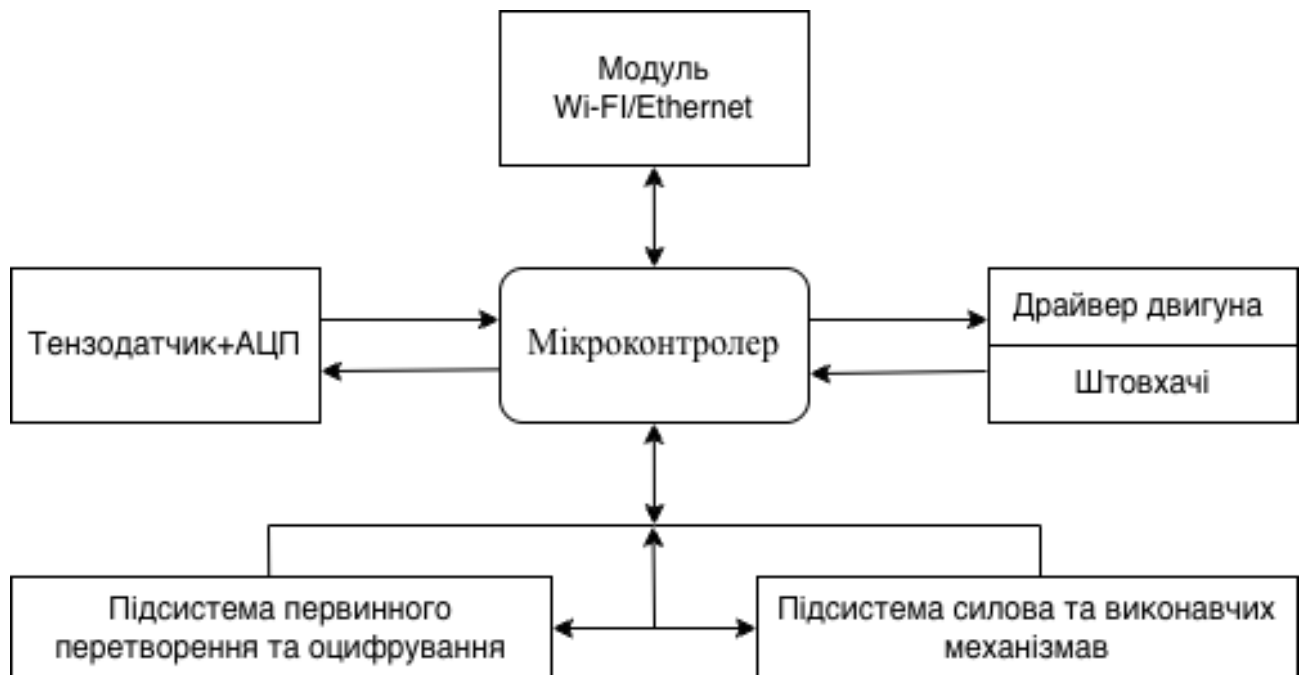 Модуль
Wi-FI/Ethernet
Тензодатчик+АЦП
Мікроконтролер
Драйвер двигуна
Штовхачі
Підсистема первинного
перетворення та оцифрування
Підсистема силова та виконавчих
механізмав